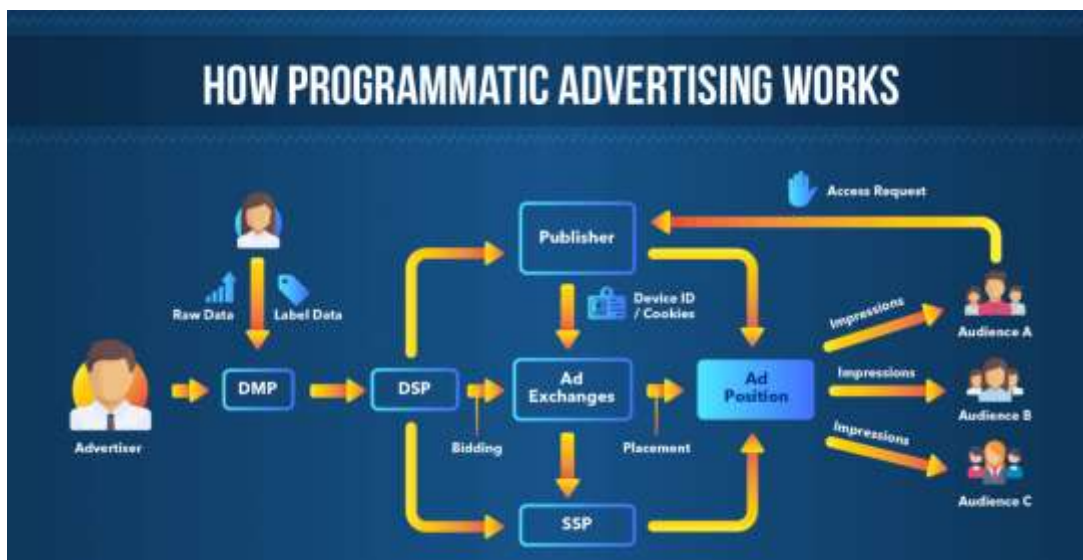 HOW PROGRAMMATIC ADVERTISING WORKS
Access Request
Publisher
Raw Data
Label Data
Device ID
/ Cookies
Impressions
Audience A
DMP
DSP
Ad
Exchanges
Ad
Position
Impressions
Audience B
Advertiser
Bidding
Placement
Impressions
Audience C
SSP